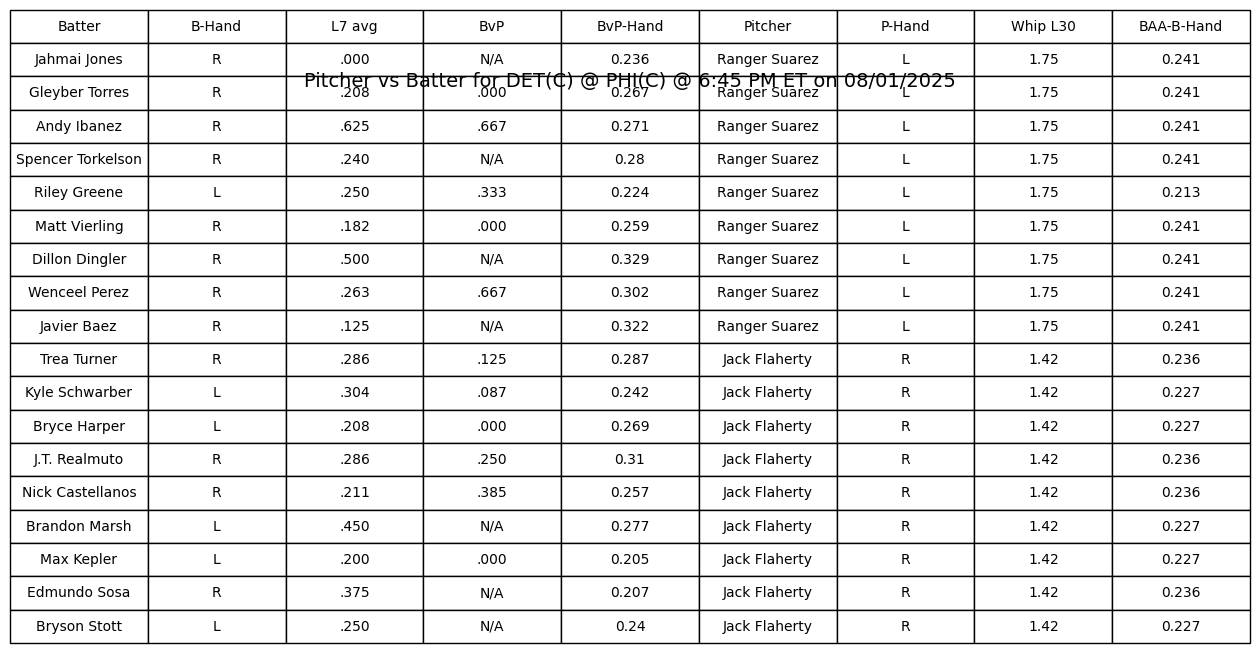 Batter B-Hand L7 avg BvP BvP-Hand Pitcher P-Hand Whip L30 BAA-B-Hand
Jahmai Jones R .000 N/A 0.236 Ranger Suarez L 1.75 0.241
Pitcher vs Batter for DET(C) @ PHI(C) @ 6:45 PM ET on 08/01/2025
Gleyber Torres R .208 .000 0.267 Ranger Suarez L 1.75 0.241
Andy Ibanez R .625 .667 0.271 Ranger Suarez L 1.75 0.241
Spencer Torkelson R .240 N/A 0.28 Ranger Suarez L 1.75 0.241
Riley Greene L .250 .333 0.224 Ranger Suarez L 1.75 0.213
Matt Vierling R .182 .000 0.259 Ranger Suarez L 1.75 0.241
Dillon Dingler R .500 N/A 0.329 Ranger Suarez L 1.75 0.241
Wenceel Perez R .263 .667 0.302 Ranger Suarez L 1.75 0.241
Javier Baez R .125 N/A 0.322 Ranger Suarez L 1.75 0.241
Trea Turner R .286 .125 0.287 Jack Flaherty R 1.42 0.236
Kyle Schwarber L .304 .087 0.242 Jack Flaherty R 1.42 0.227
Bryce Harper L .208 .000 0.269 Jack Flaherty R 1.42 0.227
J.T. Realmuto R .286 .250 0.31 Jack Flaherty R 1.42 0.236
Nick Castellanos R .211 .385 0.257 Jack Flaherty R 1.42 0.236
Brandon Marsh L .450 N/A 0.277 Jack Flaherty R 1.42 0.227
Max Kepler L .200 .000 0.205 Jack Flaherty R 1.42 0.227
Edmundo Sosa R .375 N/A 0.207 Jack Flaherty R 1.42 0.236
Bryson Stott L .250 N/A 0.24 Jack Flaherty R 1.42 0.227